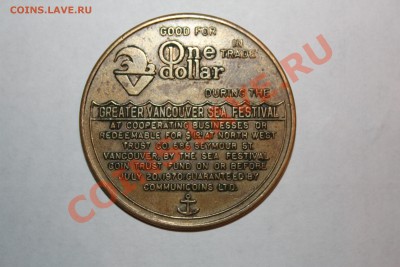 COINS.LAVE.RU
GOOD FOR
One IN TRADE
dollar
DURING THE
GREATER VANCOUVER SEA FESTIVAL
AT COOPERATING BUSINESSES OR
REDEEMABLE FOR $1 AT NORTH WEST
TRUST CO. SEYMOUR ST.
VANCOUVER, BY THE SEA FESTIVAL
COIN TRUST FUND ON OR BEFORE
JULY 20, 1970. GUARANTEED BY
COMMUNICOINS LTD.